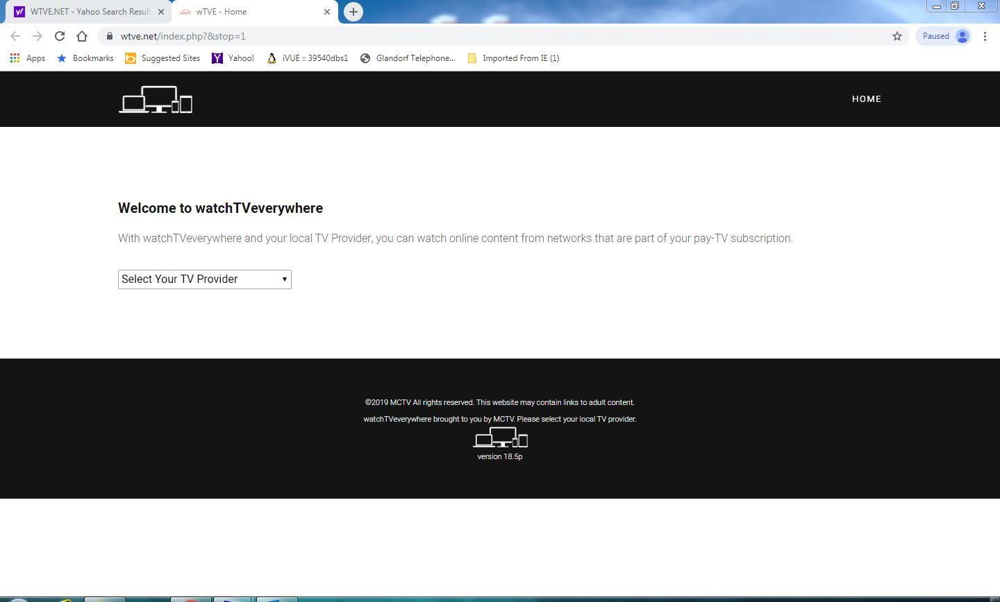 WTVE.NET - Yahoo Search Result
wTVE - Home
wtve.net/index.php?&stop=1
Paused
Apps
Bookmarks
Suggested Sites
Yahoo!
iVUE :: 39540dbs1
Glandorf Telephone...
Imported From IE (1)
HOME
Welcome to watchTVeverywhere
With watchTVeverywhere and your local TV Provider, you can watch online content from networks that are part of your pay-TV subscription.
Select Your TV Provider
©2019 MCTV All rights reserved. This website may contain links to adult content.
watchTVeverywhere brought to you by MCTV. Please select your local TV provider.
version 18.5p